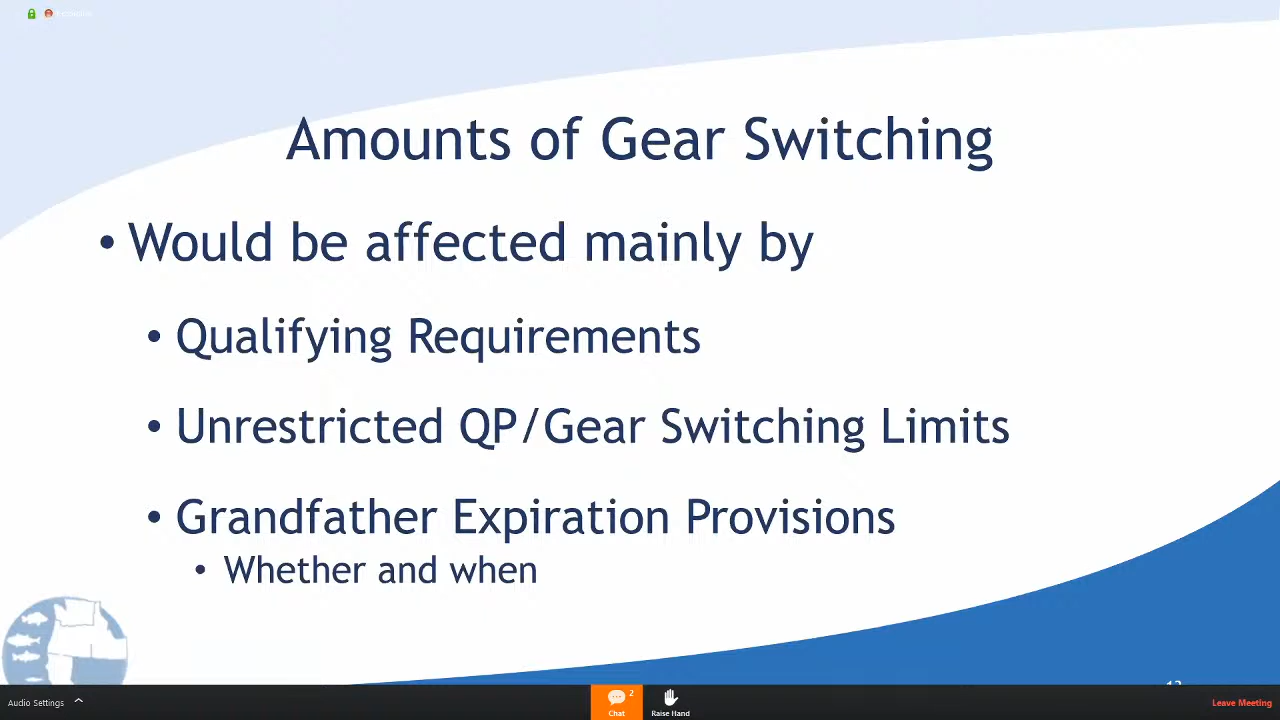 Amounts of Gear Switching
• Would be affected mainly by
• Qualifying Requirements
• Unrestricted QP/Gear Switching Limits
• Grandfather Expiration Provisions
• Whether and when
Audio Settings
2
Chat
Raise Hand
Leave Meeting